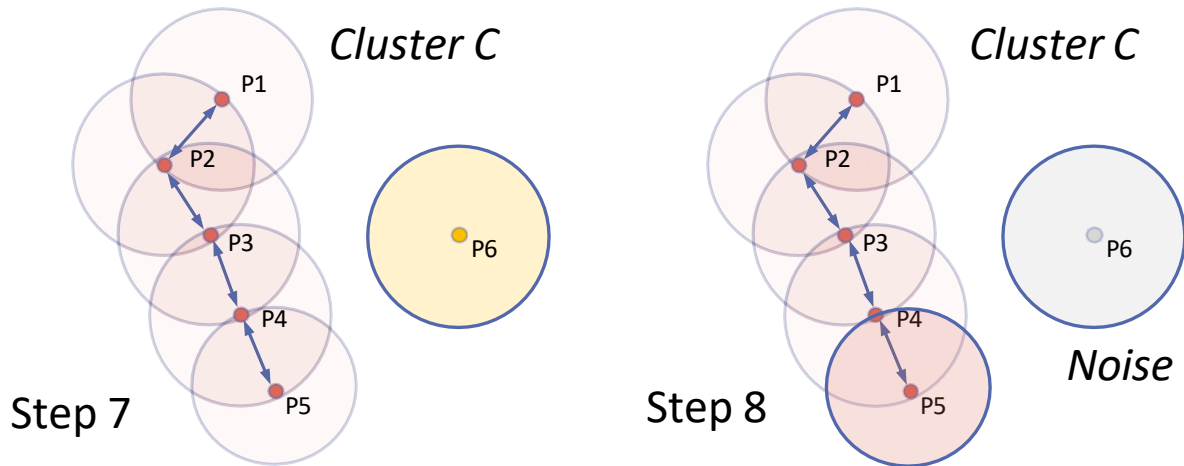 Cluster C
P1
P2
P3
P6
P4
P5
Step 7
Cluster C
P1
P2
P3
P6
P4
P5
Noise
Step 8